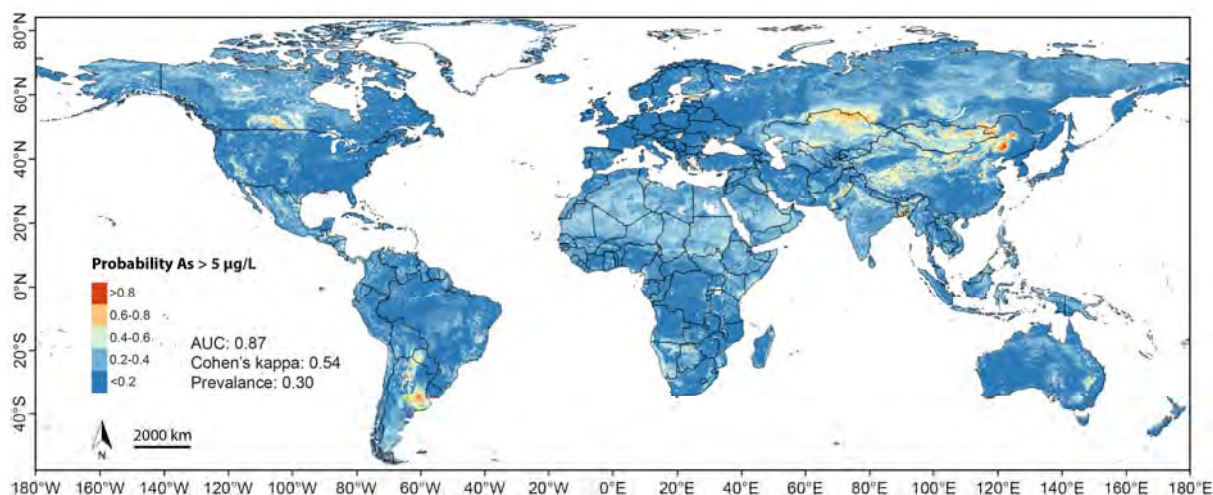 80°N
60°N
40°N
20°N
0°N
20°S
40°S
Probability As > 5 µg/L
>0.8
0.6-0.8
0.4-0.6
0.2-0.4
<0.2
AUC: 0.87
Cohen's kappa: 0.54
Prevalance: 0.30
N
2000 km
180°W 160°W 140°W 120°W 100°W 80°W 60°W 40°W 20°W 0°E 20°E 40°E 60°E 80°E 100°E 120°E 140°E 160°E 180°E